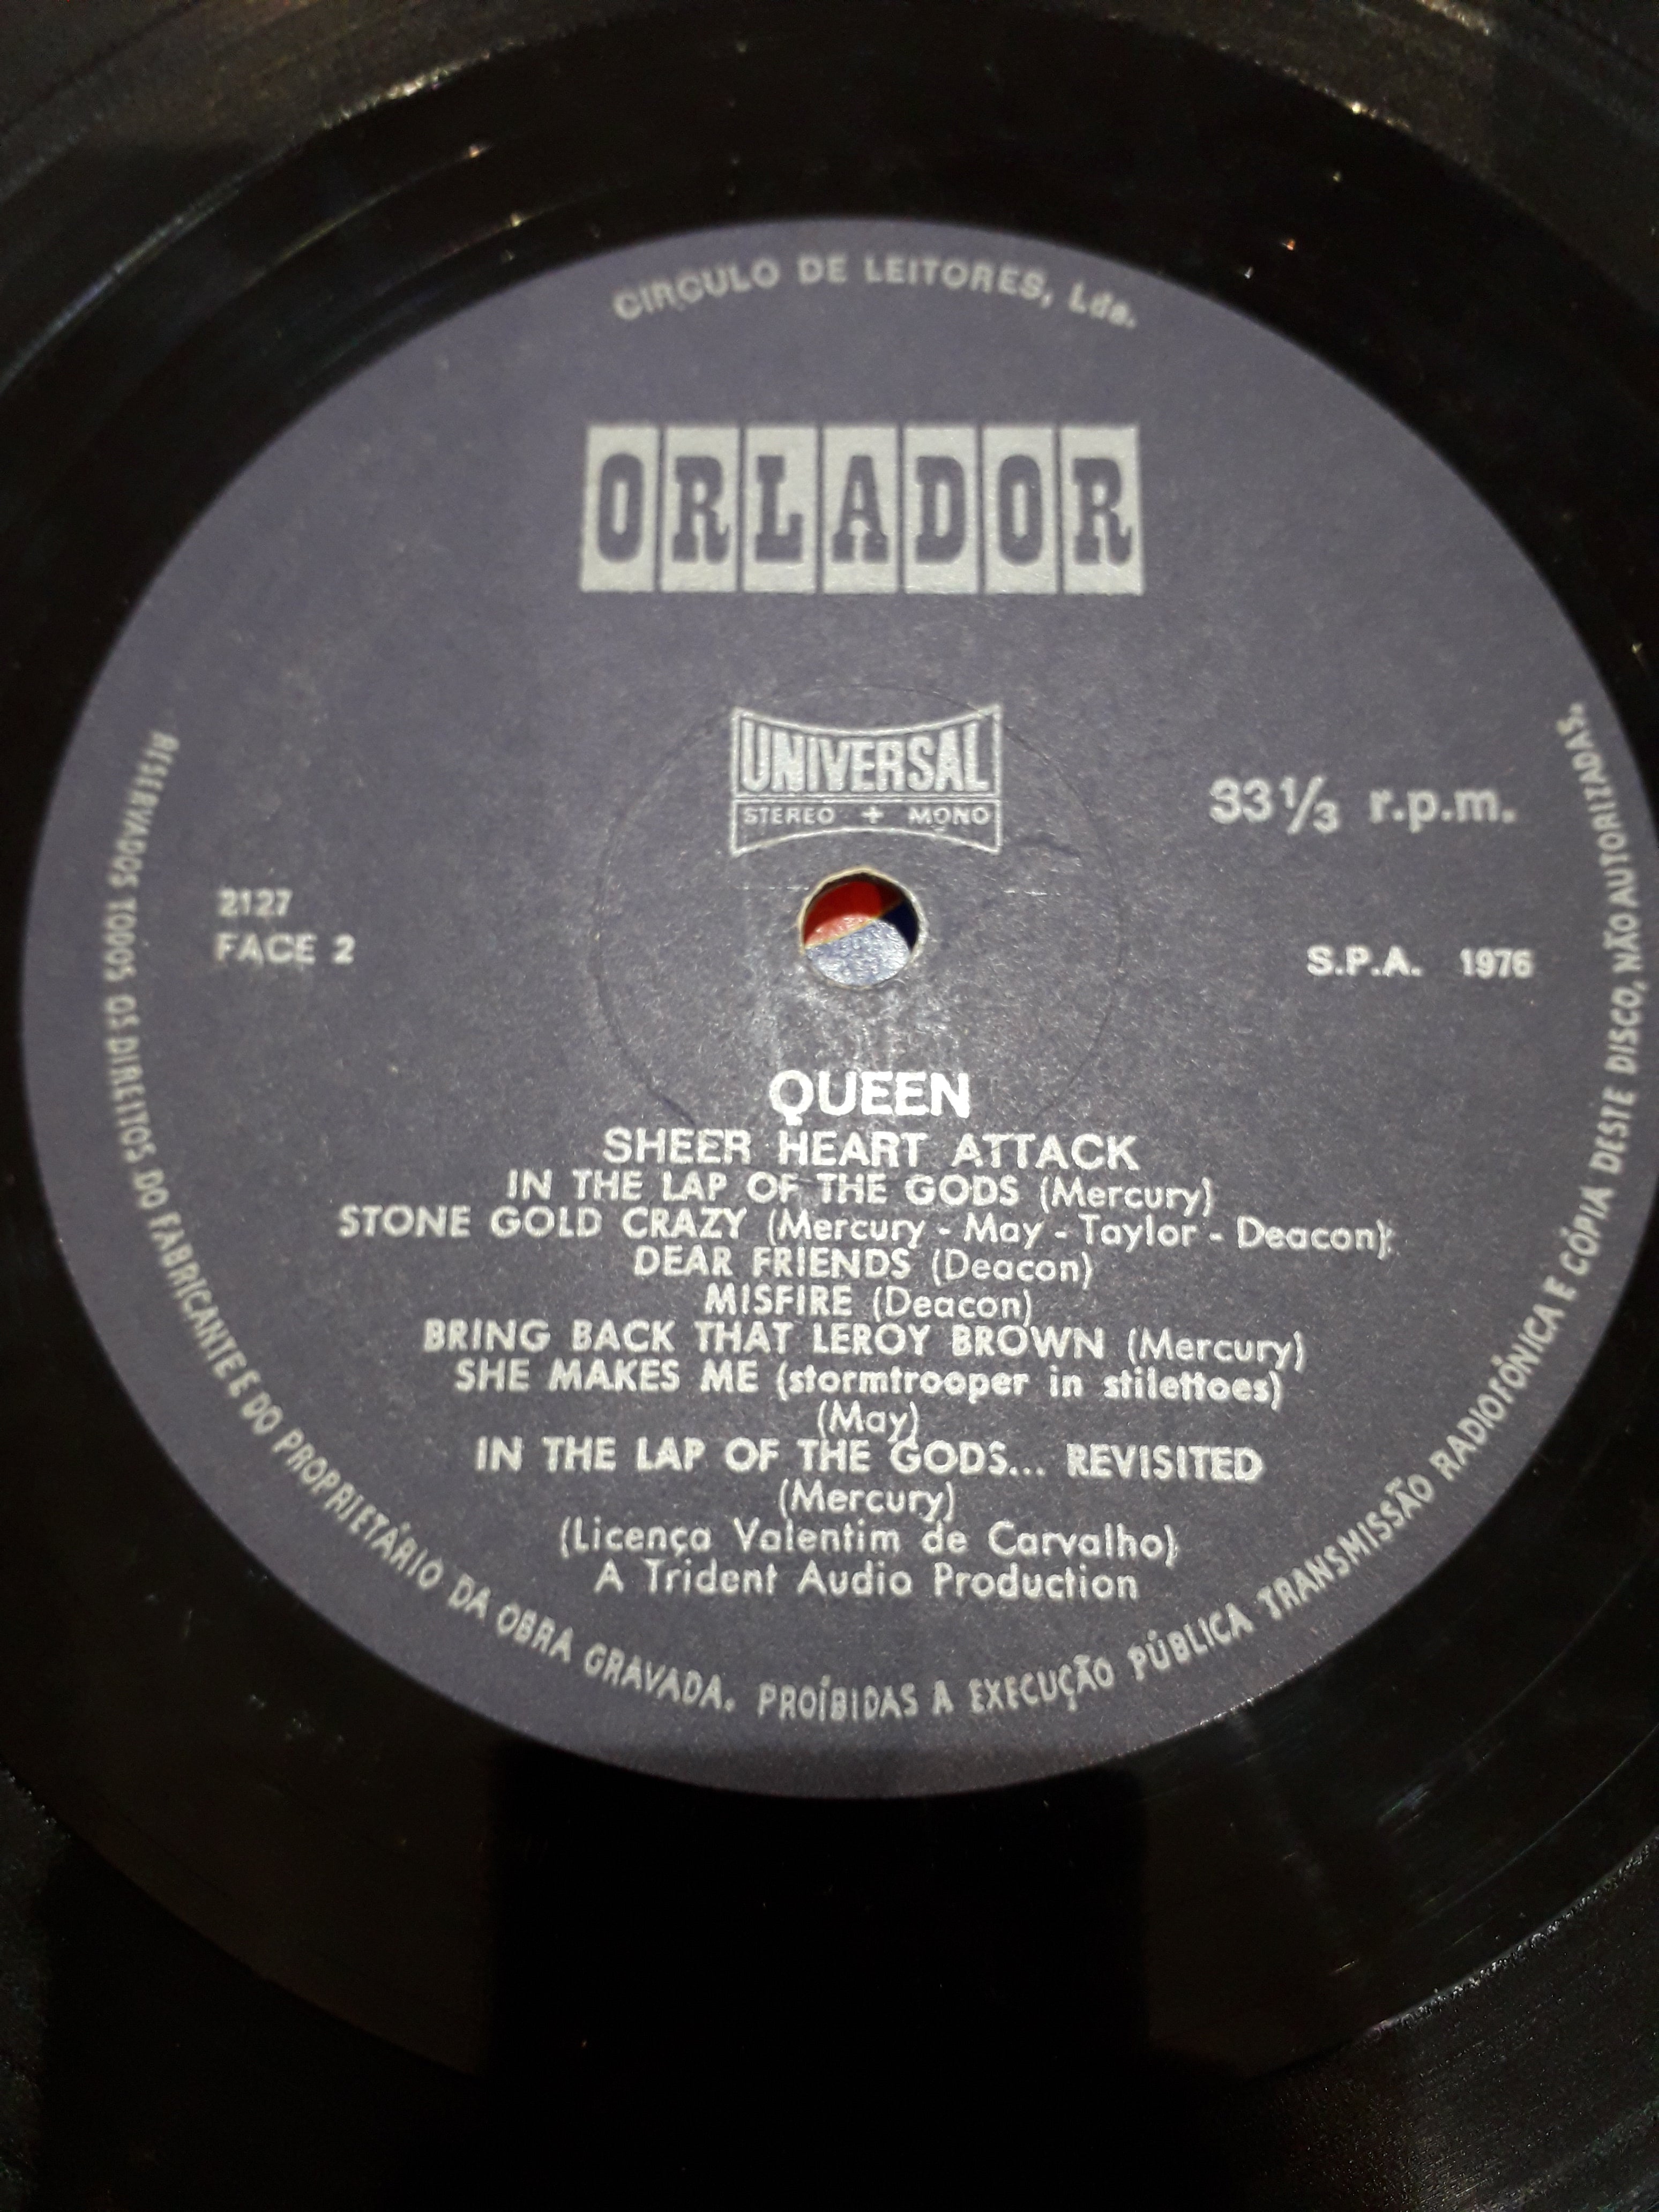 CIRCULO DE LEITORES, Lda.
ORLADOR
UNIVERSAL
STEREO + MONO
33 1/3 r.p.m.
2127
FACE 2
S.P.A. 1976
QUEEN
SHEER HEART ATTACK
IN THE LAP OF THE GODS (Mercury)
STONE GOLD CRAZY (Mercury - May - Taylor - Deacon)
DEAR FRIENDS (Deacon)
MISFIRE (Deacon)
BRING BACK THAT LEROY BROWN (Mercury)
SHE MAKES ME (stormtrooper in stilettoes)
(May)
IN THE LAP OF THE GODS... REVISITED
(Mercury)
(Licença Valentim de Carvalho)
A Trident Audio Production
RESERVADOS TODOS OS DIREITOS DO FABRICANTE E DO PROPRIETÁRIO DA OBRA GRAVADA. PROÍBIDAS A EXECUÇÃO PÚBLICA TRANSMISSÃO RADIOFÓNICA E CÓPIA DESTE DISCO, NÃO AUTORIZADAS.